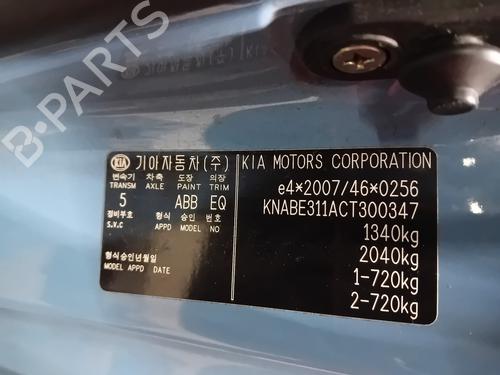 B-PARTS
KIA 기아자동차(주)
KIA MOTORS CORPORATION
변속기 차축 도장 의장
TRANSM AXLE PAINT TRIM
5 ABB EQ
정비부호 형식 승인 번호
S.V.C APPD MODEL NO
형식승인년월일
MODEL APPD DATE
e4*2007/46*0256
KNABE311ACT300347
1340kg
2040kg
1-720kg
2-720kg